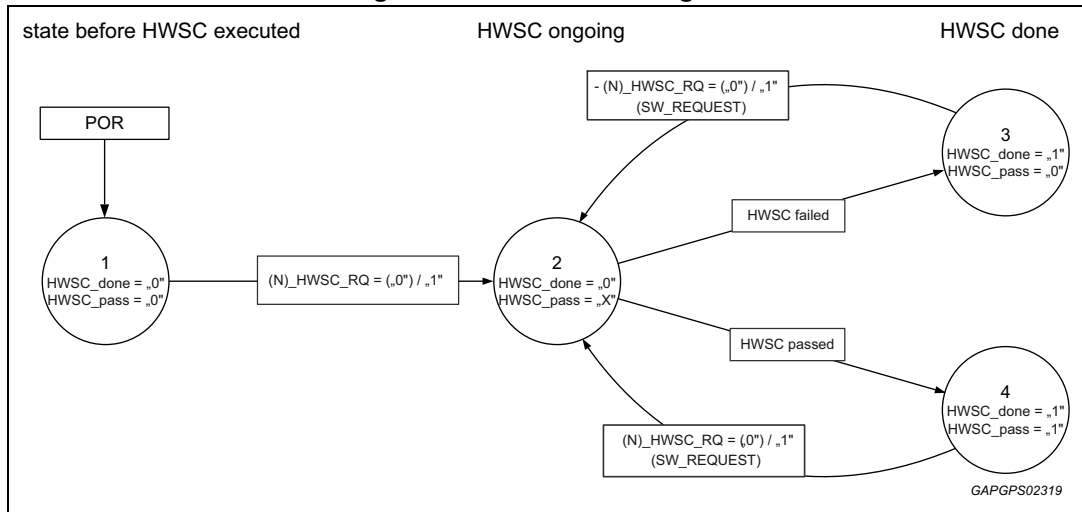 state before HWSC executed
HWSC ongoing
HWSC done
POR
- (N)_HWSC_RQ = („0") / „1"
(SW_REQUEST)
3
HWSC_done = „1"
HWSC_pass = „0"
HWSC failed
1
HWSC_done = „0"
HWSC_pass = „0"
(N)_HWSC_RQ = („0") / „1"
2
HWSC_done = „0"
HWSC_pass = „X"
HWSC passed
4
HWSC_done = „1"
HWSC_pass = „1"
(N)_HWSC_RQ = („0") / „1"
(SW_REQUEST)
GAPGPS02319